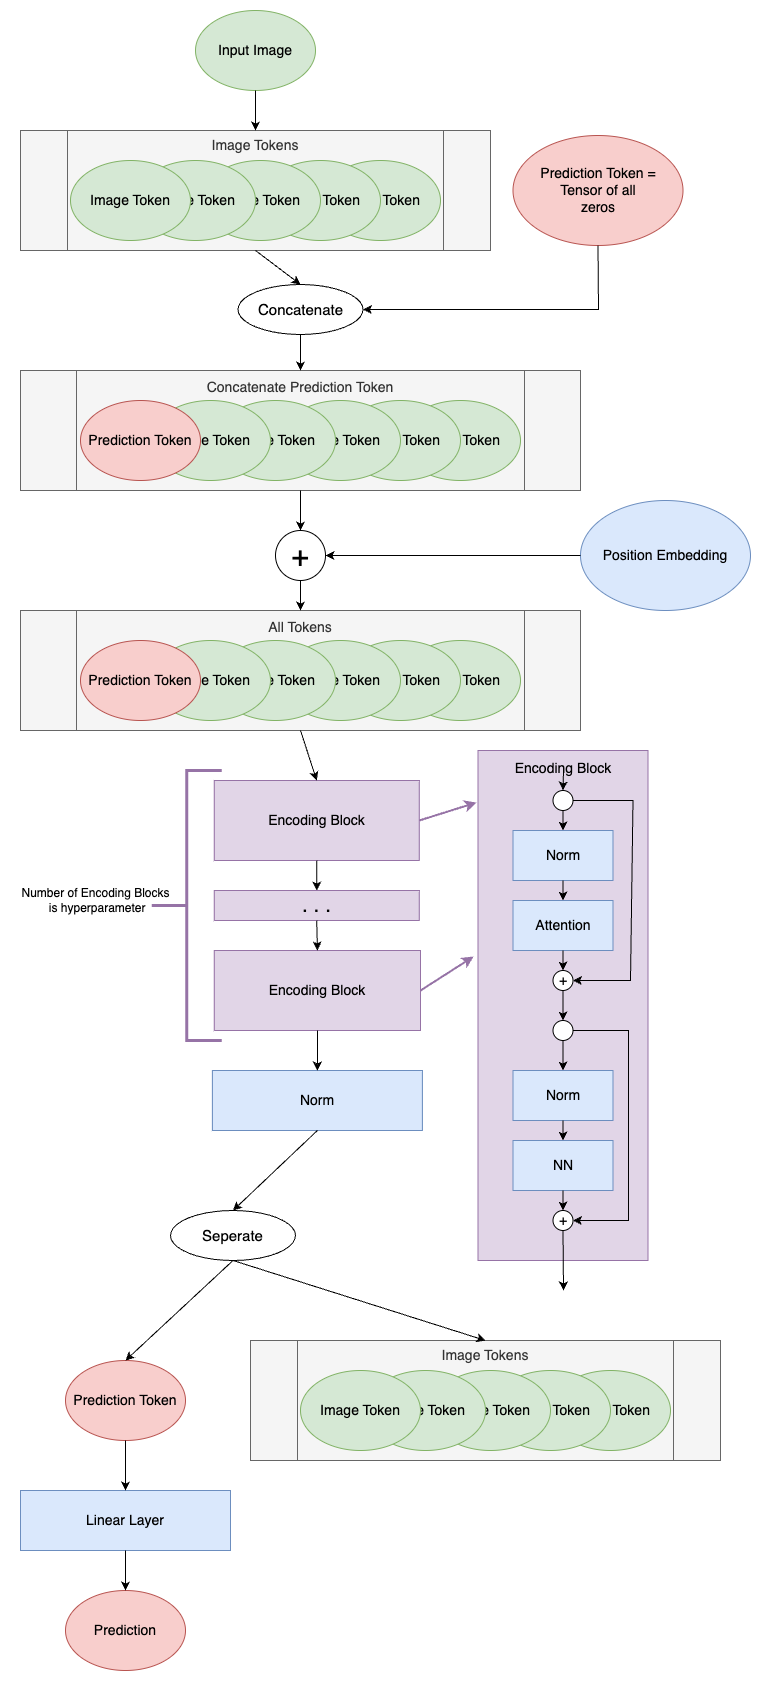 Input Image
Image Tokens
Image Token
Token
Token
Token
Token
Prediction Token =
Tensor of all
zeros
Concatenate
Concatenate Prediction Token
Prediction Token
e Token
Token
Token
Token
Token
+
Position Embedding
All Tokens
Prediction Token
e Token
Token
Token
Token
Token
Encoding Block
Encoding Block
Norm
Attention
+
Norm
NN
+
Number of Encoding Blocks
is hyperparameter
. . .
Encoding Block
Norm
Seperate
Prediction Token
Image Tokens
Image Token
Token
Token
Token
Token
Linear Layer
Prediction